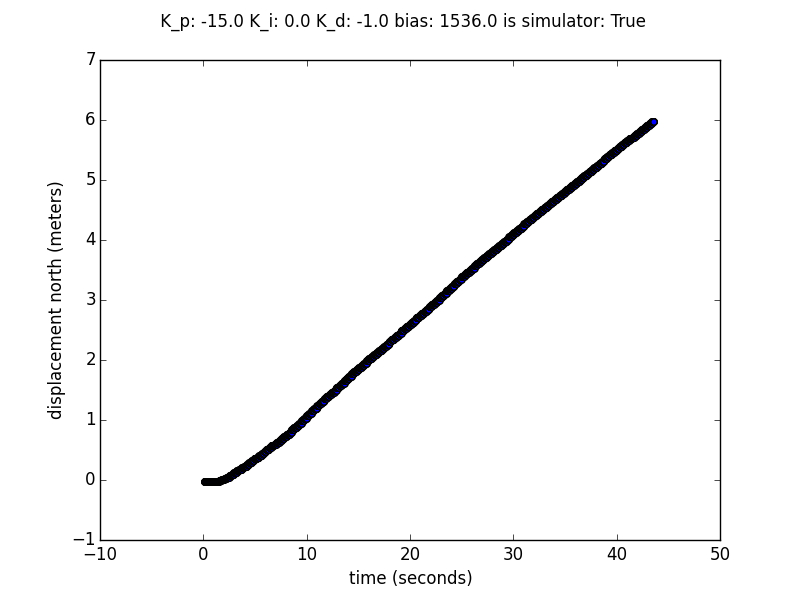 K_p: -15.0 K_i: 0.0 K_d: -1.0 bias: 1536.0 is simulator: True
7
6
5
4
3
2
1
0
−1
displacement north (meters)
−10 0 10 20 30 40 50
time (seconds)